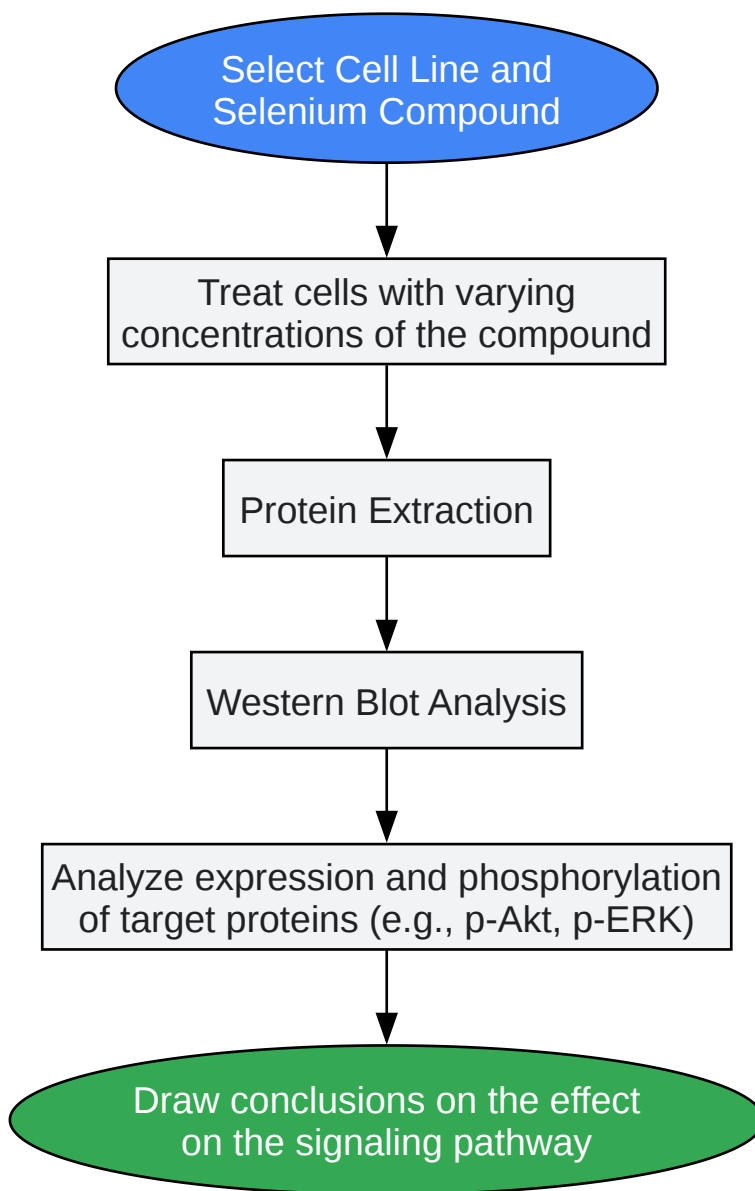 Select Cell Line and
Selenium Compound
Treat cells with varying
concentrations of the compound
Protein Extraction
Western Blot Analysis
Analyze expression and phosphorylation
of target proteins (e.g., p-Akt, p-ERK)
Draw conclusions on the effect
on the signaling pathway